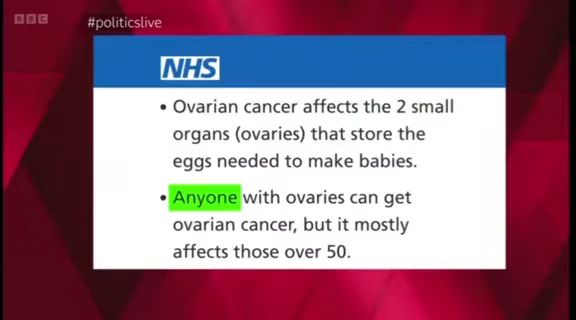 BBC
#politicslive
NHS
• Ovarian cancer affects the 2 small
organs (ovaries) that store the
eggs needed to make babies.
• Anyone with ovaries can get
ovarian cancer, but it mostly
affects those over 50.